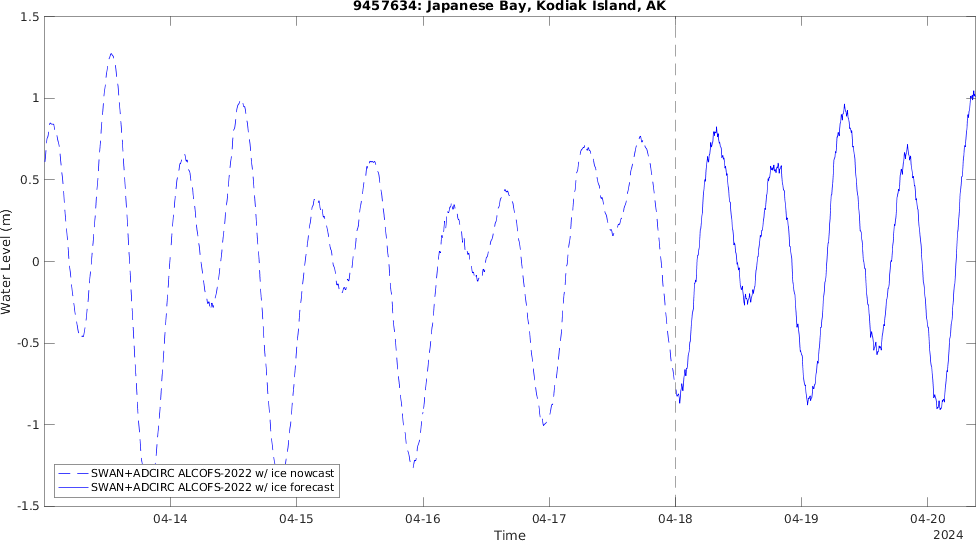 9457634: Japanese Bay, Kodiak Island, AK
Water Level (m)
1.5
1
0.5
0
-0.5
-1
-1.5
SWAN+ADCIRC ALCOFS-2022 w/ ice nowcast
SWAN+ADCIRC ALCOFS-2022 w/ ice forecast
04-14 04-15 04-16 04-17 04-18 04-19 04-20
Time
2024